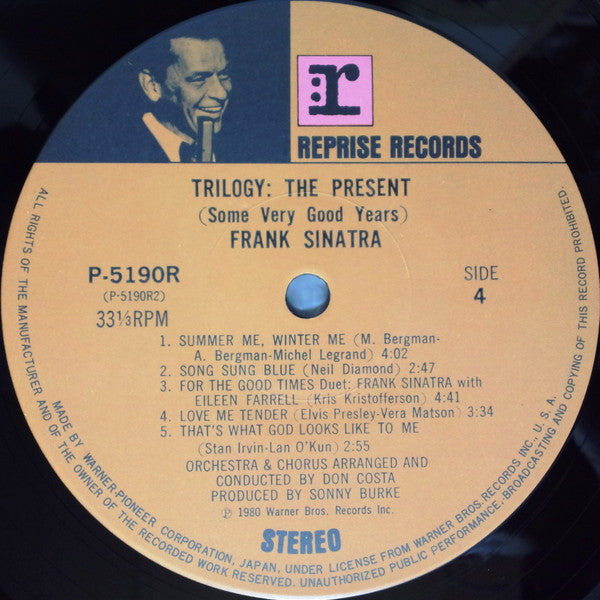 r
REPRISE RECORDS
TRILOGY: THE PRESENT
(Some Very Good Years)
FRANK SINATRA
P-5190R
(P-5190R2)
33⅓RPM
SIDE
4
1. SUMMER ME, WINTER ME (M. Bergman-
A. Bergman-Michel Legrand) 4:02
2. SONG SUNG BLUE (Neil Diamond) 2:47
3. FOR THE GOOD TIMES Duet: FRANK SINATRA with
EILEEN FARRELL (Kris Kristofferson) 4:41
4. LOVE ME TENDER (Elvis Presley-Vera Matson) 3:34
5. THAT'S WHAT GOD LOOKS LIKE TO ME
(Stan Irvin-Lan O'Kun) 2:55
ORCHESTRA & CHORUS ARRANGED AND
CONDUCTED BY DON COSTA
PRODUCED BY SONNY BURKE
℗ 1980 Warner Bros. Records Inc.
STEREO
ALL RIGHTS OF THE MANUFACTURER AND OF THE OWNER OF THE RECORDED WORK RESERVED. UNAUTHORIZED PUBLIC PERFORMANCE, BROADCASTING AND COPYING OF THIS RECORD PROHIBITED.
MADE BY WARNER-PIONEER CORPORATION, JAPAN, UNDER LICENSE FROM WARNER BROS. RECORDS INC., U.S.A.